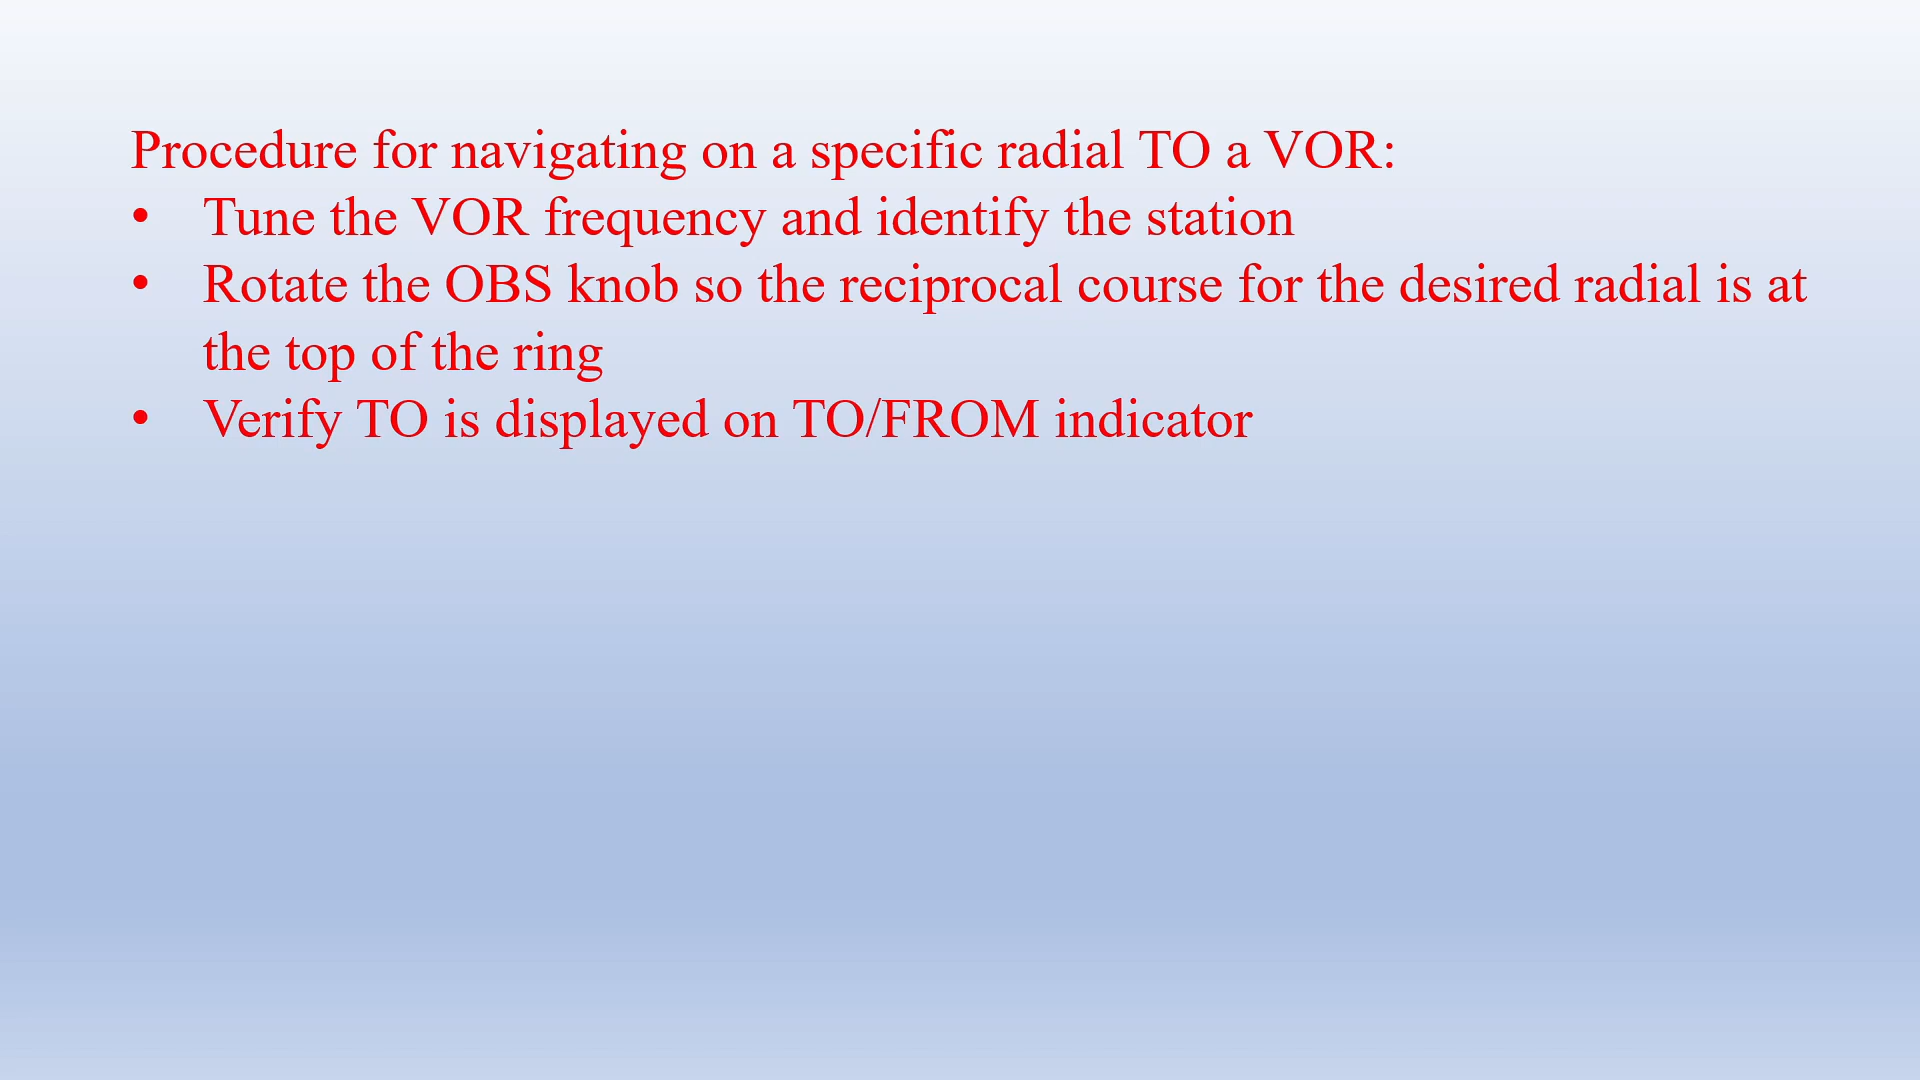 Procedure for navigating on a specific radial TO a VOR:
• Tune the VOR frequency and identify the station
• Rotate the OBS knob so the reciprocal course for the desired radial is at
the top of the ring
• Verify TO is displayed on TO/FROM indicator